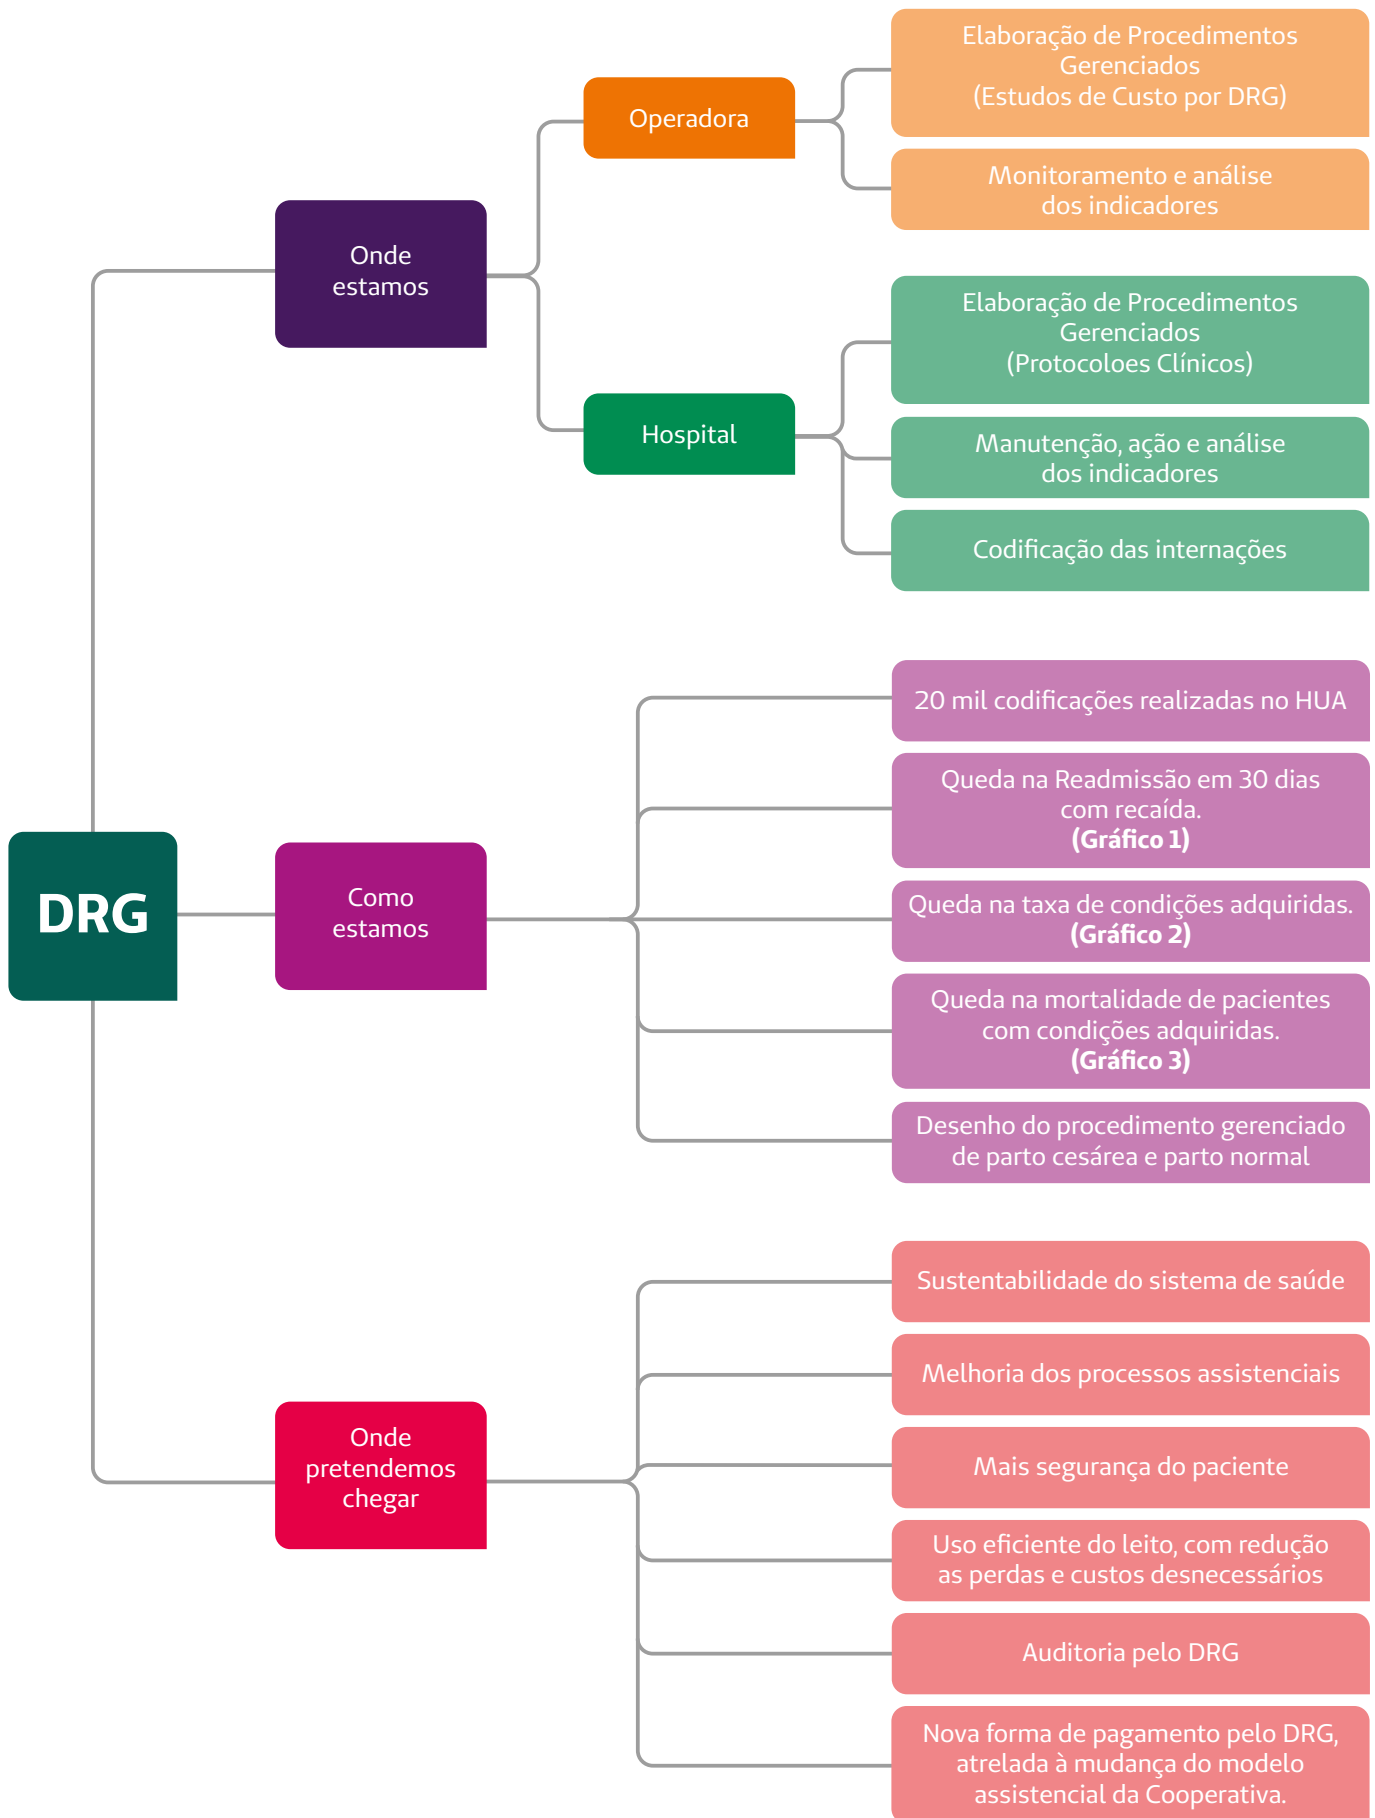 DRG
Onde
estamos
Operadora
Elaboração de Procedimentos
Gerenciados
(Estudos de Custo por DRG)
Monitoramento e análise
dos indicadores
Hospital
Elaboração de Procedimentos
Gerenciados
(Protocoloes Clínicos)
Manutenção, ação e análise
dos indicadores
Codificação das internações
Como
estamos
20 mil codificações realizadas no HUA
Queda na Readmissão em 30 dias
com recaída.
(Gráfico 1)
Queda na taxa de condições adquiridas.
(Gráfico 2)
Queda na mortalidade de pacientes
com condições adquiridas.
(Gráfico 3)
Desenho do procedimento gerenciado
de parto cesárea e parto normal
Onde
pretendemos
chegar
Sustentabilidade do sistema de saúde
Melhoria dos processos assistenciais
Mais segurança do paciente
Uso eficiente do leito, com redução
as perdas e custos desnecessários
Auditoria pelo DRG
Nova forma de pagamento pelo DRG,
atrelada à mudança do modelo
assistencial da Cooperativa.